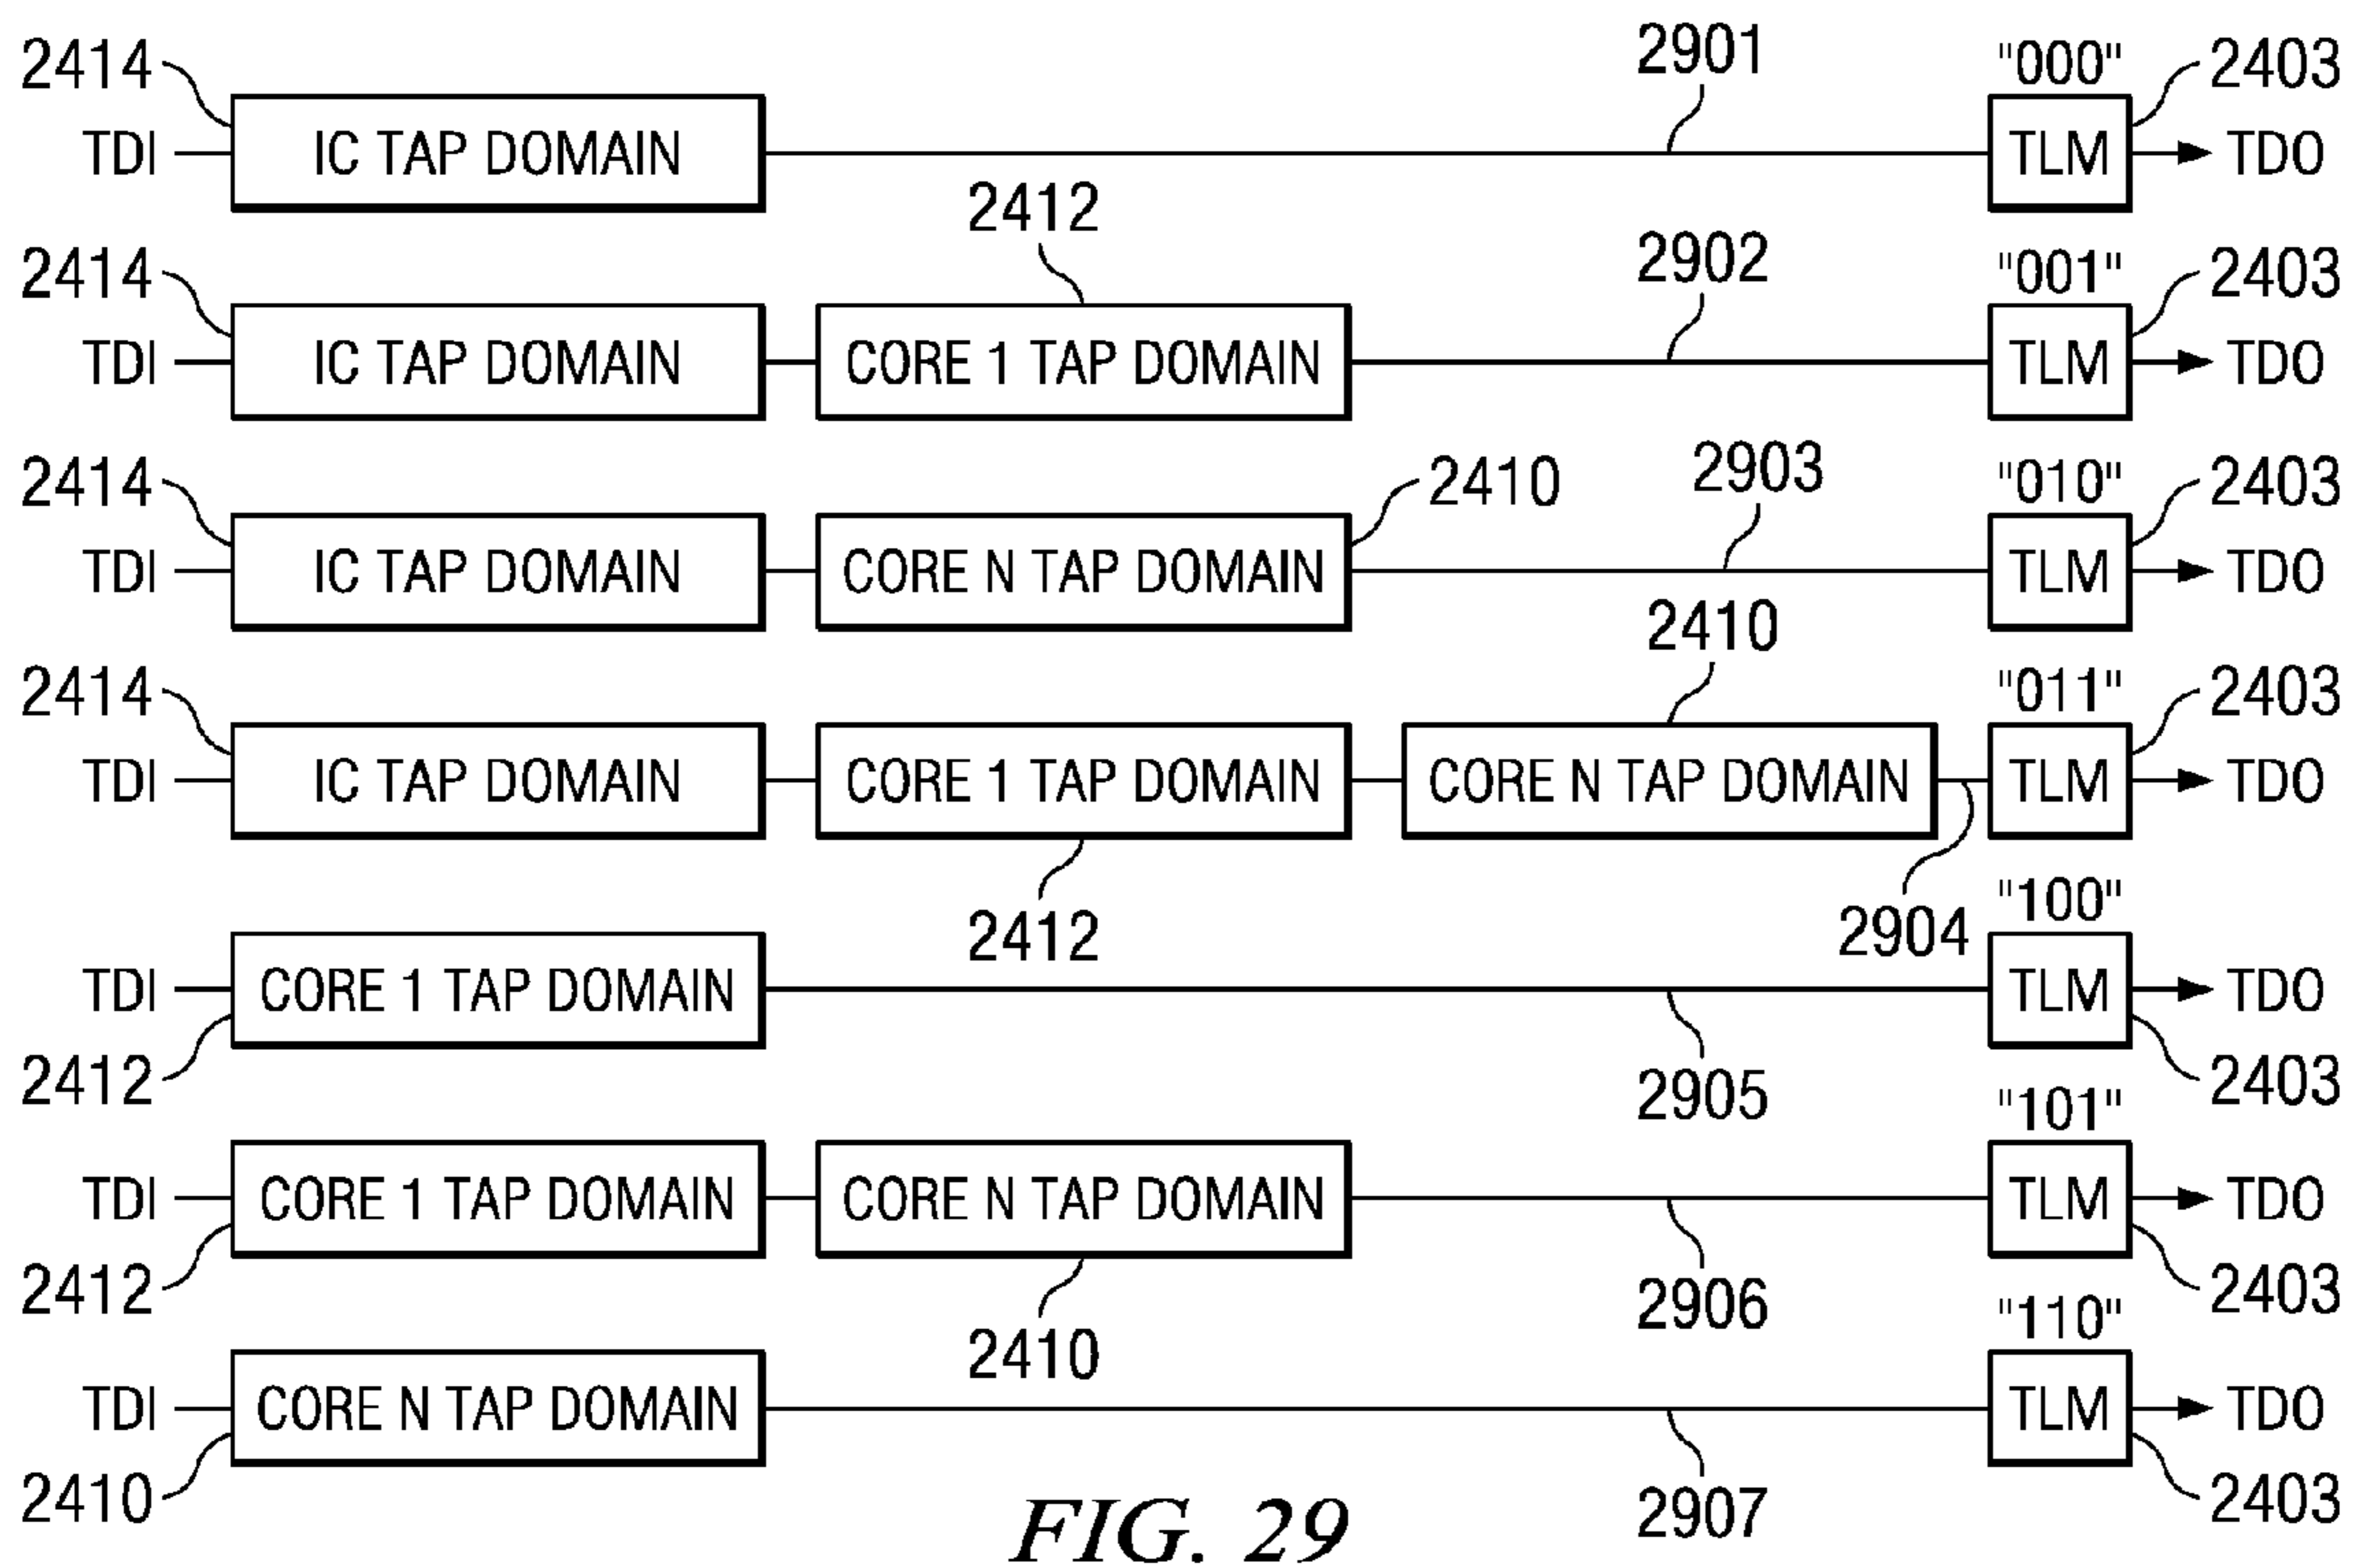 2901 "000"
2414 2403
TDI IC TAP DOMAIN TLM TDO
2412
2902 "001"
2414 2403
TDI IC TAP DOMAIN CORE 1 TAP DOMAIN TLM TDO
2414 2410 2903 "010" 2403
TDI IC TAP DOMAIN CORE N TAP DOMAIN TLM TDO
2410
2414 "011" 2403
TDI IC TAP DOMAIN CORE 1 TAP DOMAIN CORE N TAP DOMAIN TLM TDO
2412 2904 "100"
TDI CORE 1 TAP DOMAIN TLM TDO
2412 2905 2403
"101"
TDI CORE 1 TAP DOMAIN CORE N TAP DOMAIN TLM TDO
2412 2906 2403
2410 "110"
TDI CORE N TAP DOMAIN TLM TDO
2410 2907 2403
FIG. 29